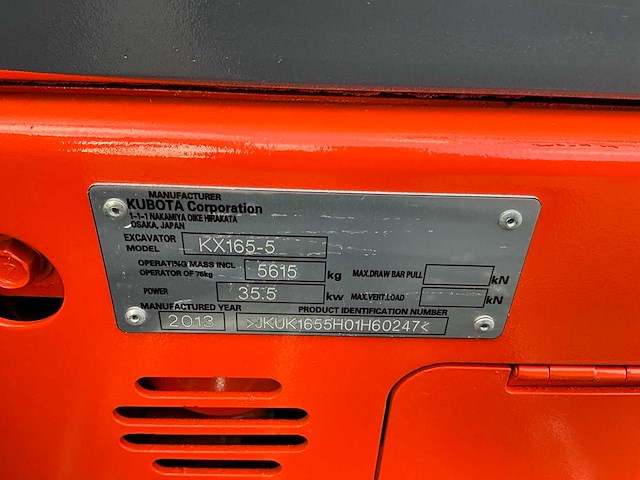 MANUFACTURER
KUBOTA Corporation
1-1-1 NAKAMIYA OIKE HIRAKATA
OSAKA, JAPAN
EXCAVATOR MODEL KX165-5
OPERATING MASS INCL OPERATOR OF 75kg 5615 kg MAX.DRAW BAR PULL kN
POWER 35.5 kw MAX.VERT.LOAD kN
MANUFACTURED YEAR PRODUCT IDENTIFICATION NUMBER
2013 >JKUK1655H01H60247<